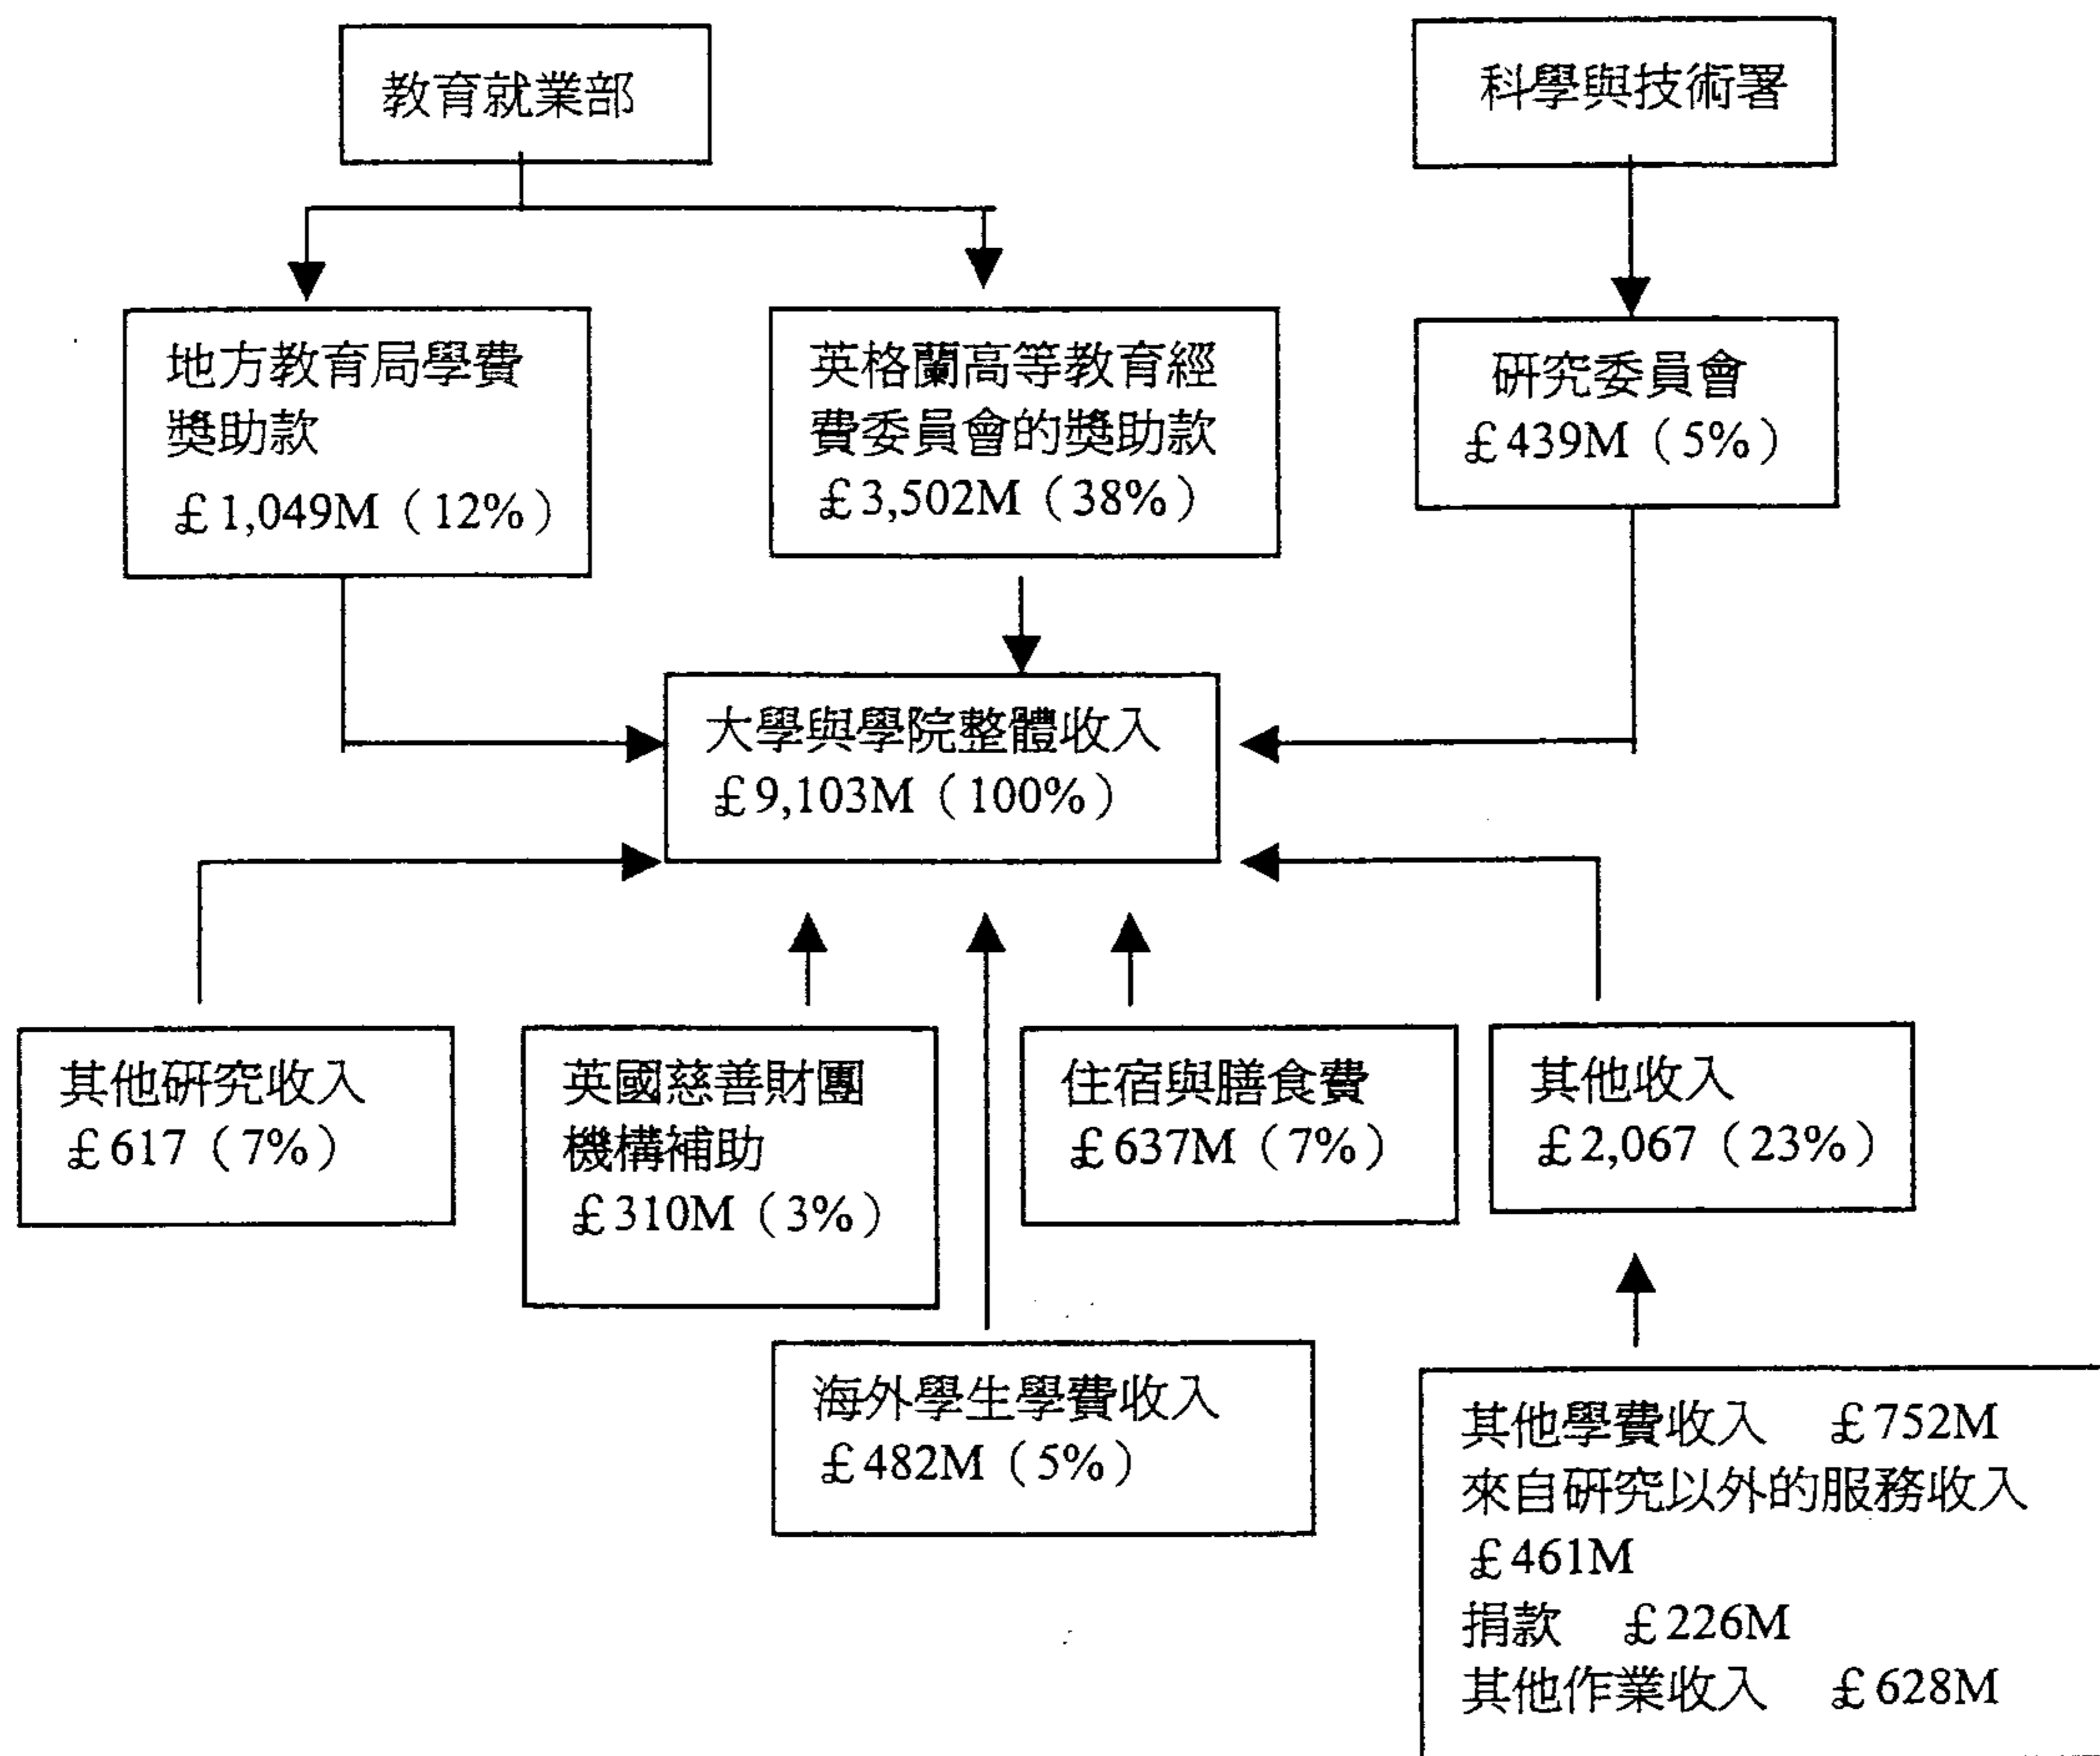 教育就業部
科學與技術署
地方教育局學費
獎助款
£1,049M（12%）
英格蘭高等教育經
費委員會的獎助款
£3,502M（38%）
研究委員會
£439M（5%）
大學與學院整體收入
£9,103M（100%）
其他研究收入
£617（7%）
英國慈善財團
機構補助
£310M（3%）
住宿與膳食費
£637M（7%）
其他收入
£2,067（23%）
海外學生學費收入
£482M（5%）
其他學費收入　£752M
來自研究以外的服務收入
£461M
捐款　£226M
其他作業收入　£628M